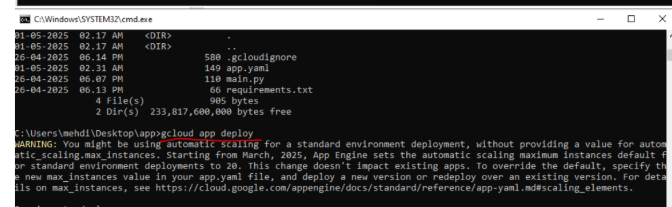 C:\Windows\SYSTEM32\cmd.exe
01-05-2025  02.17 AM    <DIR>          .
01-05-2025  02.17 AM    <DIR>          ..
26-04-2025  06.14 PM               580 .gcloudignore
01-05-2025  02.31 AM               149 app.yaml
26-04-2025  06.07 PM               110 main.py
26-04-2025  06.13 PM                66 requirements.txt
4 File(s)            905 bytes
2 Dir(s)  233,817,600,000 bytes free
C:\Users\mehdi\Desktop\app>gcloud app deploy
WARNING: You might be using automatic scaling for a standard environment deployment, without providing a value for autom
atic_scaling.max_instances. Starting from March, 2025, App Engine sets the automatic scaling maximum instances default f
or standard environment deployments to 20. This change doesn't impact existing apps. To override the default, specify th
e new max_instances value in your app.yaml file, and deploy a new version or redeploy over an existing version. For deta
ils on max_instances, see https://cloud.google.com/appengine/docs/standard/reference/app-yaml.md#scaling_elements.